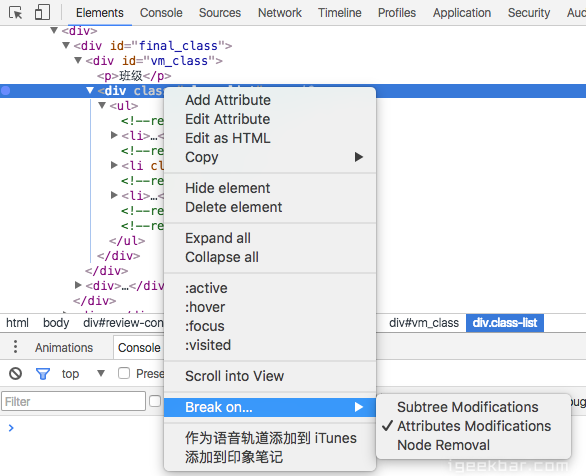 Elements Console Sources Network Timeline Profiles Application Security Au
<div>
<div id="final_class">
<div id="vm_class">
<p>班级</p>
<div class
<ul>
<!--re
<li>…<
<!--re
<li cl
<!--re
<li>…<
<!--re
<!--re
</ul>
</div>
</div>
<div>…</div>
</div>
Add Attribute
Edit Attribute
Edit as HTML
Copy
Hide element
Delete element
Expand all
Collapse all
:active
:hover
:focus
:visited
Scroll into View
Break on...
作为语音轨道添加到 iTunes
添加到印象笔记
Subtree Modifications
✓ Attributes Modifications
Node Removal
html body div#review-con div#vm_class div.class-list
Animations Console
top Prese
Filter
igeekbar.com